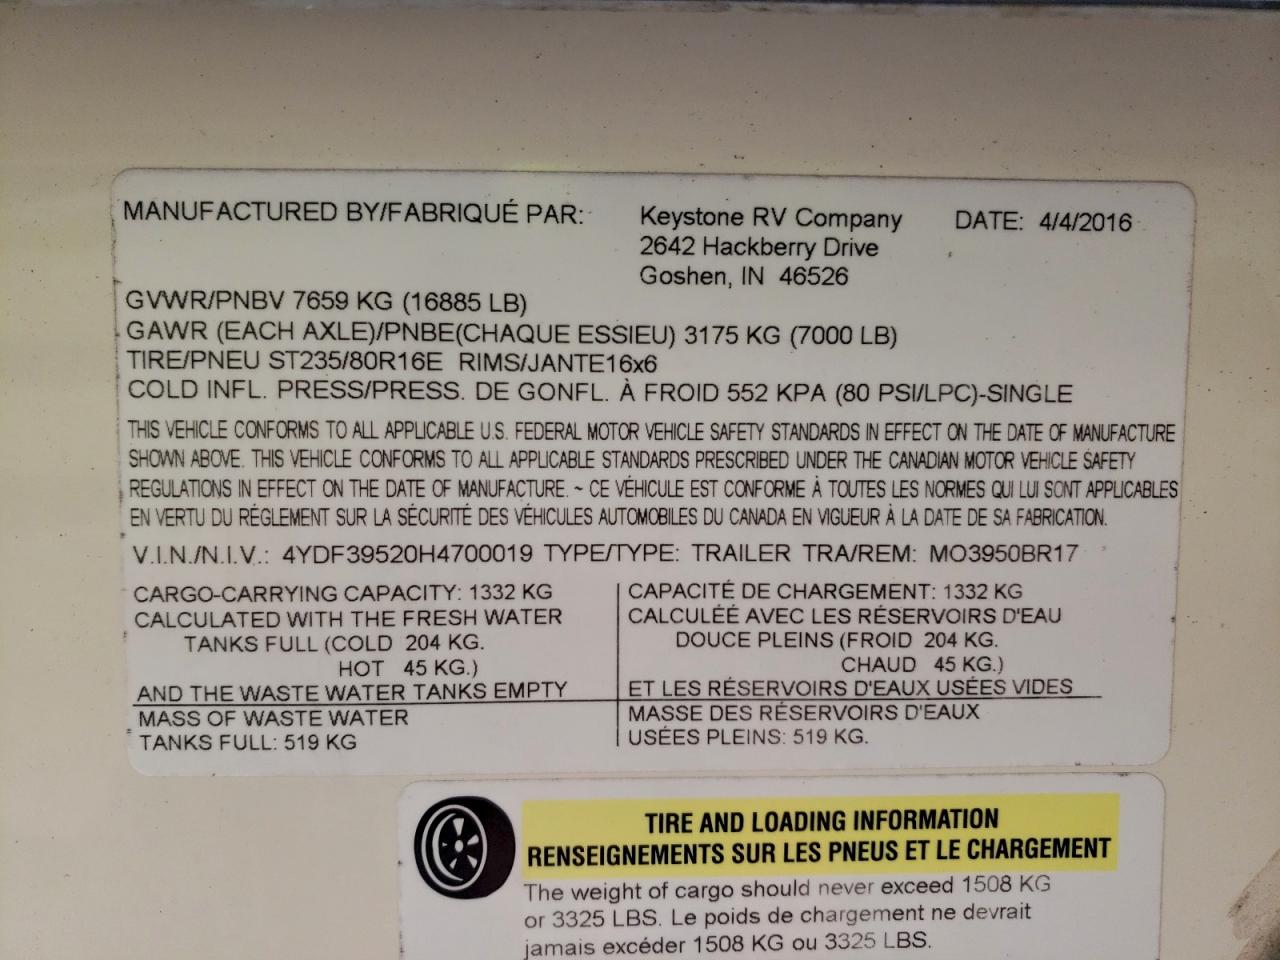 MANUFACTURED BY/FABRIQUÉ PAR: Keystone RV Company DATE: 4/4/2016
2642 Hackberry Drive
Goshen, IN 46526
GVWR/PNBV 7659 KG (16885 LB)
GAWR (EACH AXLE)/PNBE(CHAQUE ESSIEU) 3175 KG (7000 LB)
TIRE/PNEU ST235/80R16E RIMS/JANTE16x6
COLD INFL. PRESS/PRESS. DE GONFL. À FROID 552 KPA (80 PSI/LPC)-SINGLE
THIS VEHICLE CONFORMS TO ALL APPLICABLE U.S. FEDERAL MOTOR VEHICLE SAFETY STANDARDS IN EFFECT ON THE DATE OF MANUFACTURE
SHOWN ABOVE. THIS VEHICLE CONFORMS TO ALL APPLICABLE STANDARDS PRESCRIBED UNDER THE CANADIAN MOTOR VEHICLE SAFETY
REGULATIONS IN EFFECT ON THE DATE OF MANUFACTURE. ~ CE VÉHICULE EST CONFORME À TOUTES LES NORMES QUI LUI SONT APPLICABLES
EN VERTU DU RÉGLEMENT SUR LA SÉCURITÉ DES VÉHICULES AUTOMOBILES DU CANADA EN VIGUEUR À LA DATE DE SA FABRICATION.
V.I.N./N.I.V.: 4YDF39520H4700019 TYPE/TYPE: TRAILER TRA/REM: MO3950BR17
CARGO-CARRYING CAPACITY: 1332 KG
CALCULATED WITH THE FRESH WATER
TANKS FULL (COLD 204 KG.
HOT 45 KG.)
AND THE WASTE WATER TANKS EMPTY
MASS OF WASTE WATER
TANKS FULL: 519 KG
CAPACITÉ DE CHARGEMENT: 1332 KG
CALCULÉE AVEC LES RÉSERVOIRS D'EAU
DOUCE PLEINS (FROID 204 KG.
CHAUD 45 KG.)
ET LES RÉSERVOIRS D'EAUX USÉES VIDES
MASSE DES RÉSERVOIRS D'EAUX
USÉES PLEINS: 519 KG.
TIRE AND LOADING INFORMATION
RENSEIGNEMENTS SUR LES PNEUS ET LE CHARGEMENT
The weight of cargo should never exceed 1508 KG
or 3325 LBS. Le poids de chargement ne devrait
jamais excéder 1508 KG ou 3325 LBS.